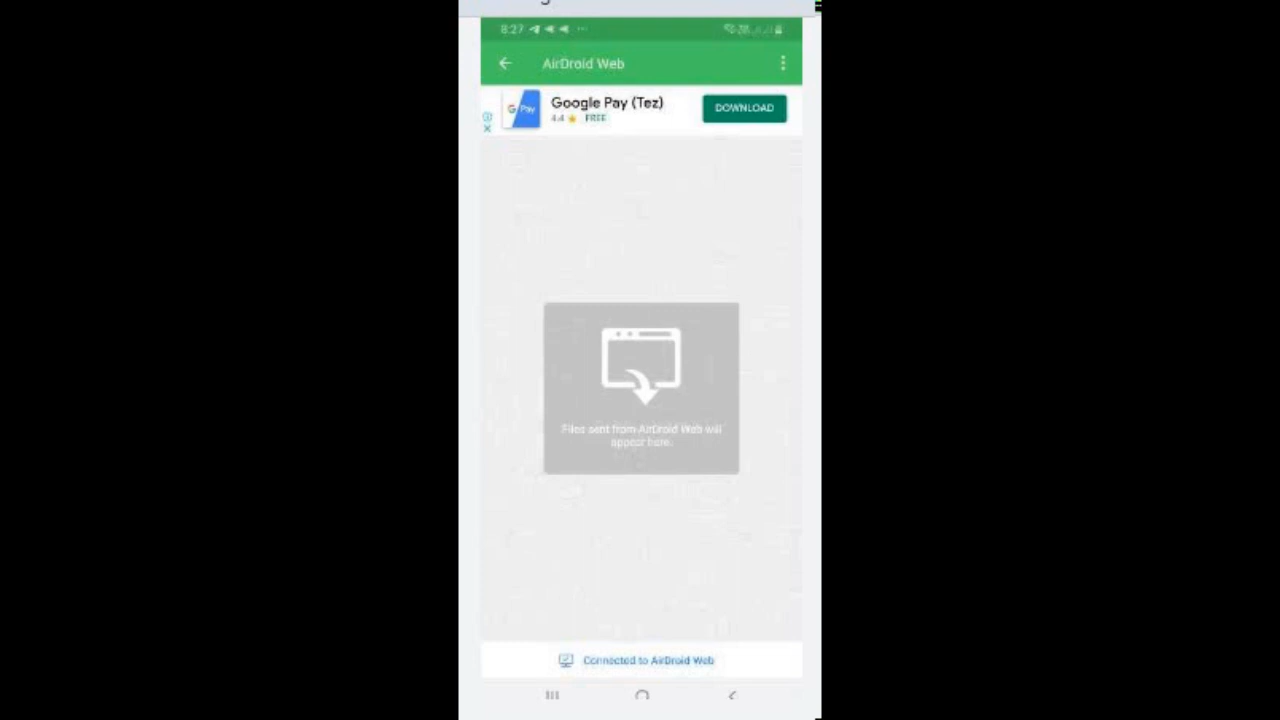 8:27
AirDroid Web
G Pay
Google Pay (Tez)
4.4 FREE
DOWNLOAD
Files sent from AirDroid Web will
appear here.
Connected to AirDroid Web